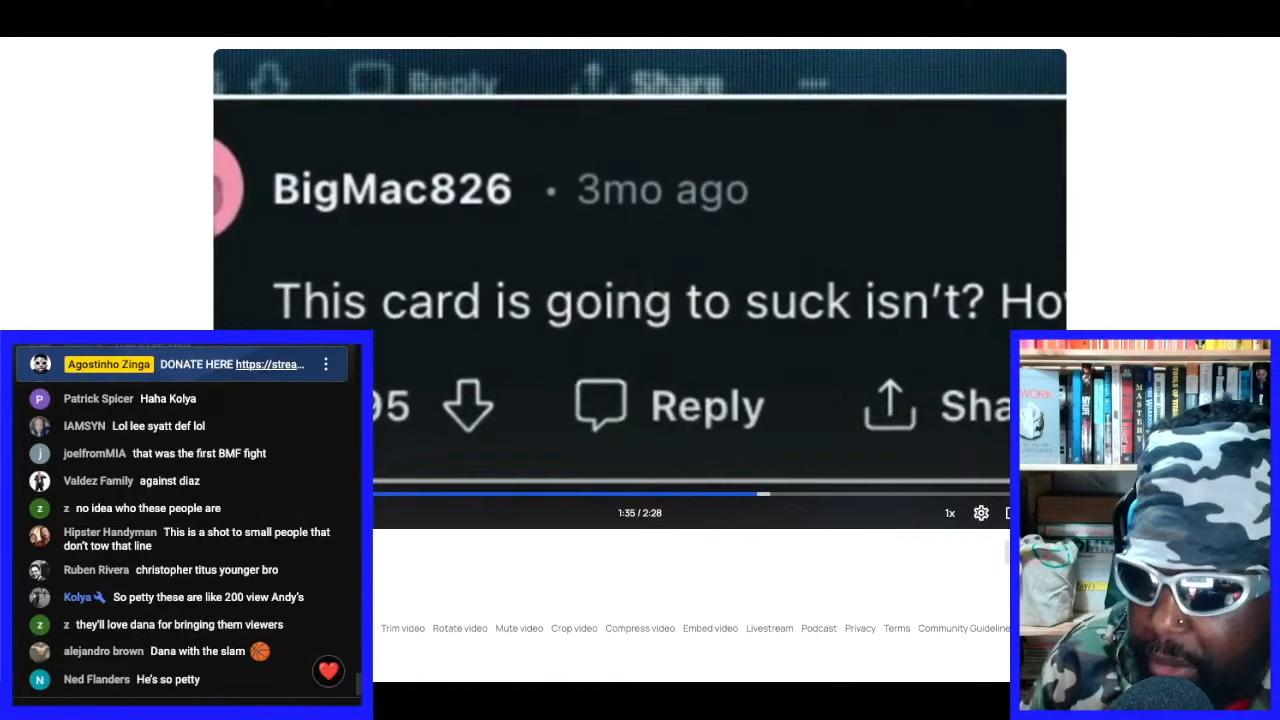 Reply
Share
BigMac826 • 3mo ago
This card is going to suck isn't? Ho
95
Reply
Sha
Agostinho Zinga DONATE HERE https://strea...
Patrick Spicer Haha Kolya
IAMSYN Lol lee syatt def lol
joelfromMIA that was the first BMF fight
Valdez Family against diaz
z no idea who these people are
Hipster Handyman This is a shot to small people that
don't tow that line
Ruben Rivera christopher titus younger bro
Kolya So petty these are like 200 view Andy's
z they'll love dana for bringing them viewers
alejandro brown Dana with the slam 🏀
Ned Flanders He's so petty
1:35 / 2:28
1x
Trim video Rotate video Mute video Crop video Compress video Embed video Livestream Podcast Privacy Terms Community Guideline
WORK
MASTERY